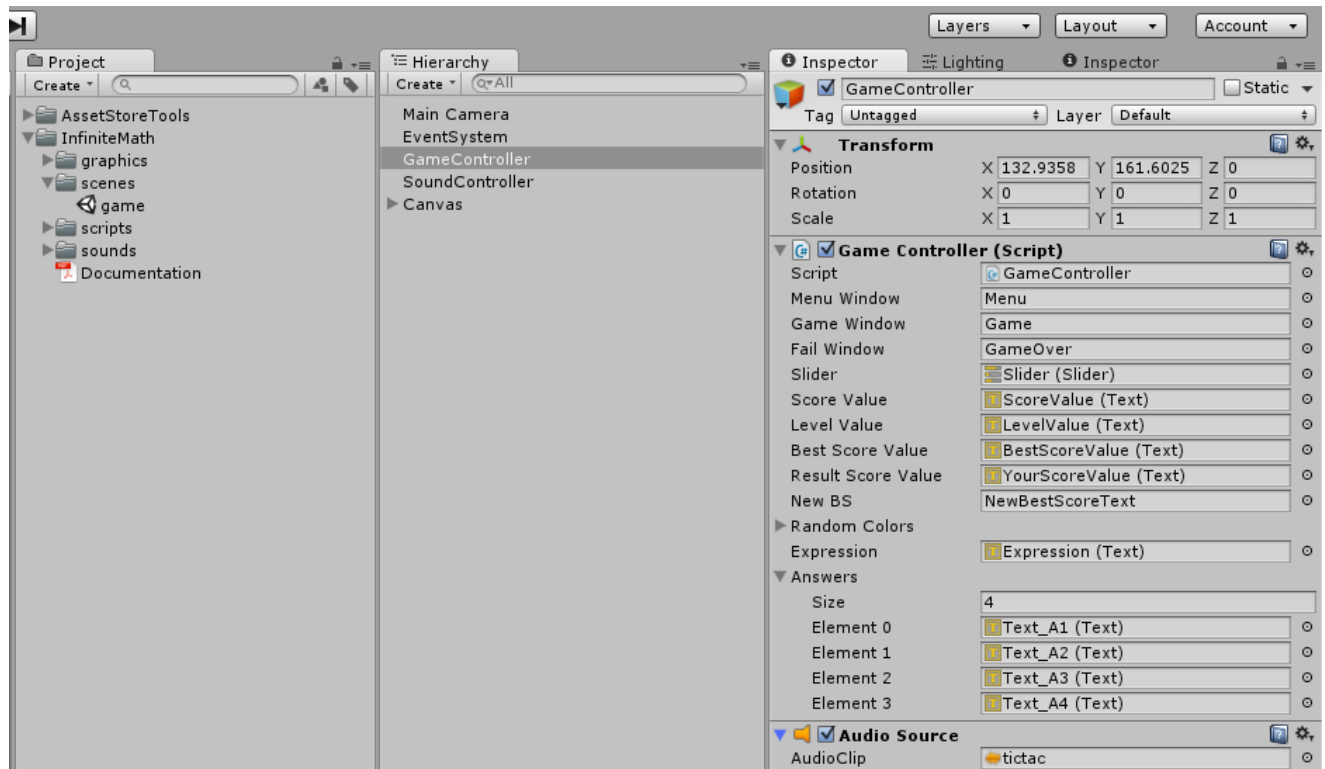 Layers
Layout
Account
Project
Create
AssetStoreTools
InfiniteMath
graphics
scenes
game
scripts
sounds
Documentation
Hierarchy
Create
All
Main Camera
EventSystem
GameController
SoundController
Canvas
Inspector
Lighting
Inspector
GameController
Static
Tag Untagged Layer Default
Transform
Position X 132.9358 Y 161.6025 Z 0
Rotation X 0 Y 0 Z 0
Scale X 1 Y 1 Z 1
Game Controller (Script)
Script GameController
Menu Window Menu
Game Window Game
Fail Window GameOver
Slider Slider (Slider)
Score Value ScoreValue (Text)
Level Value LevelValue (Text)
Best Score Value BestScoreValue (Text)
Result Score Value YourScoreValue (Text)
New BS NewBestScoreText
Random Colors
Expression Expression (Text)
Answers
Size 4
Element 0 Text_A1 (Text)
Element 1 Text_A2 (Text)
Element 2 Text_A3 (Text)
Element 3 Text_A4 (Text)
Audio Source
AudioClip tictac